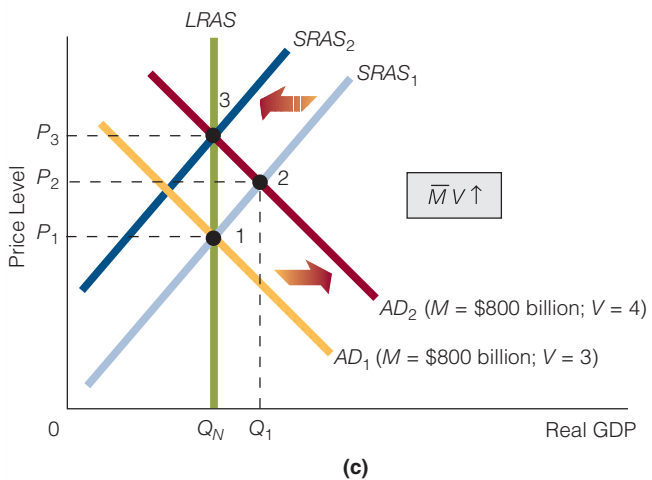 LRAS
SRAS₂
SRAS₁
3
P₃
P₂
2
M̅ V ↑
Price Level
P₁
1
AD₂ (M = $800 billion; V = 4)
AD₁ (M = $800 billion; V = 3)
0
Q_N
Q₁
Real GDP
(c)